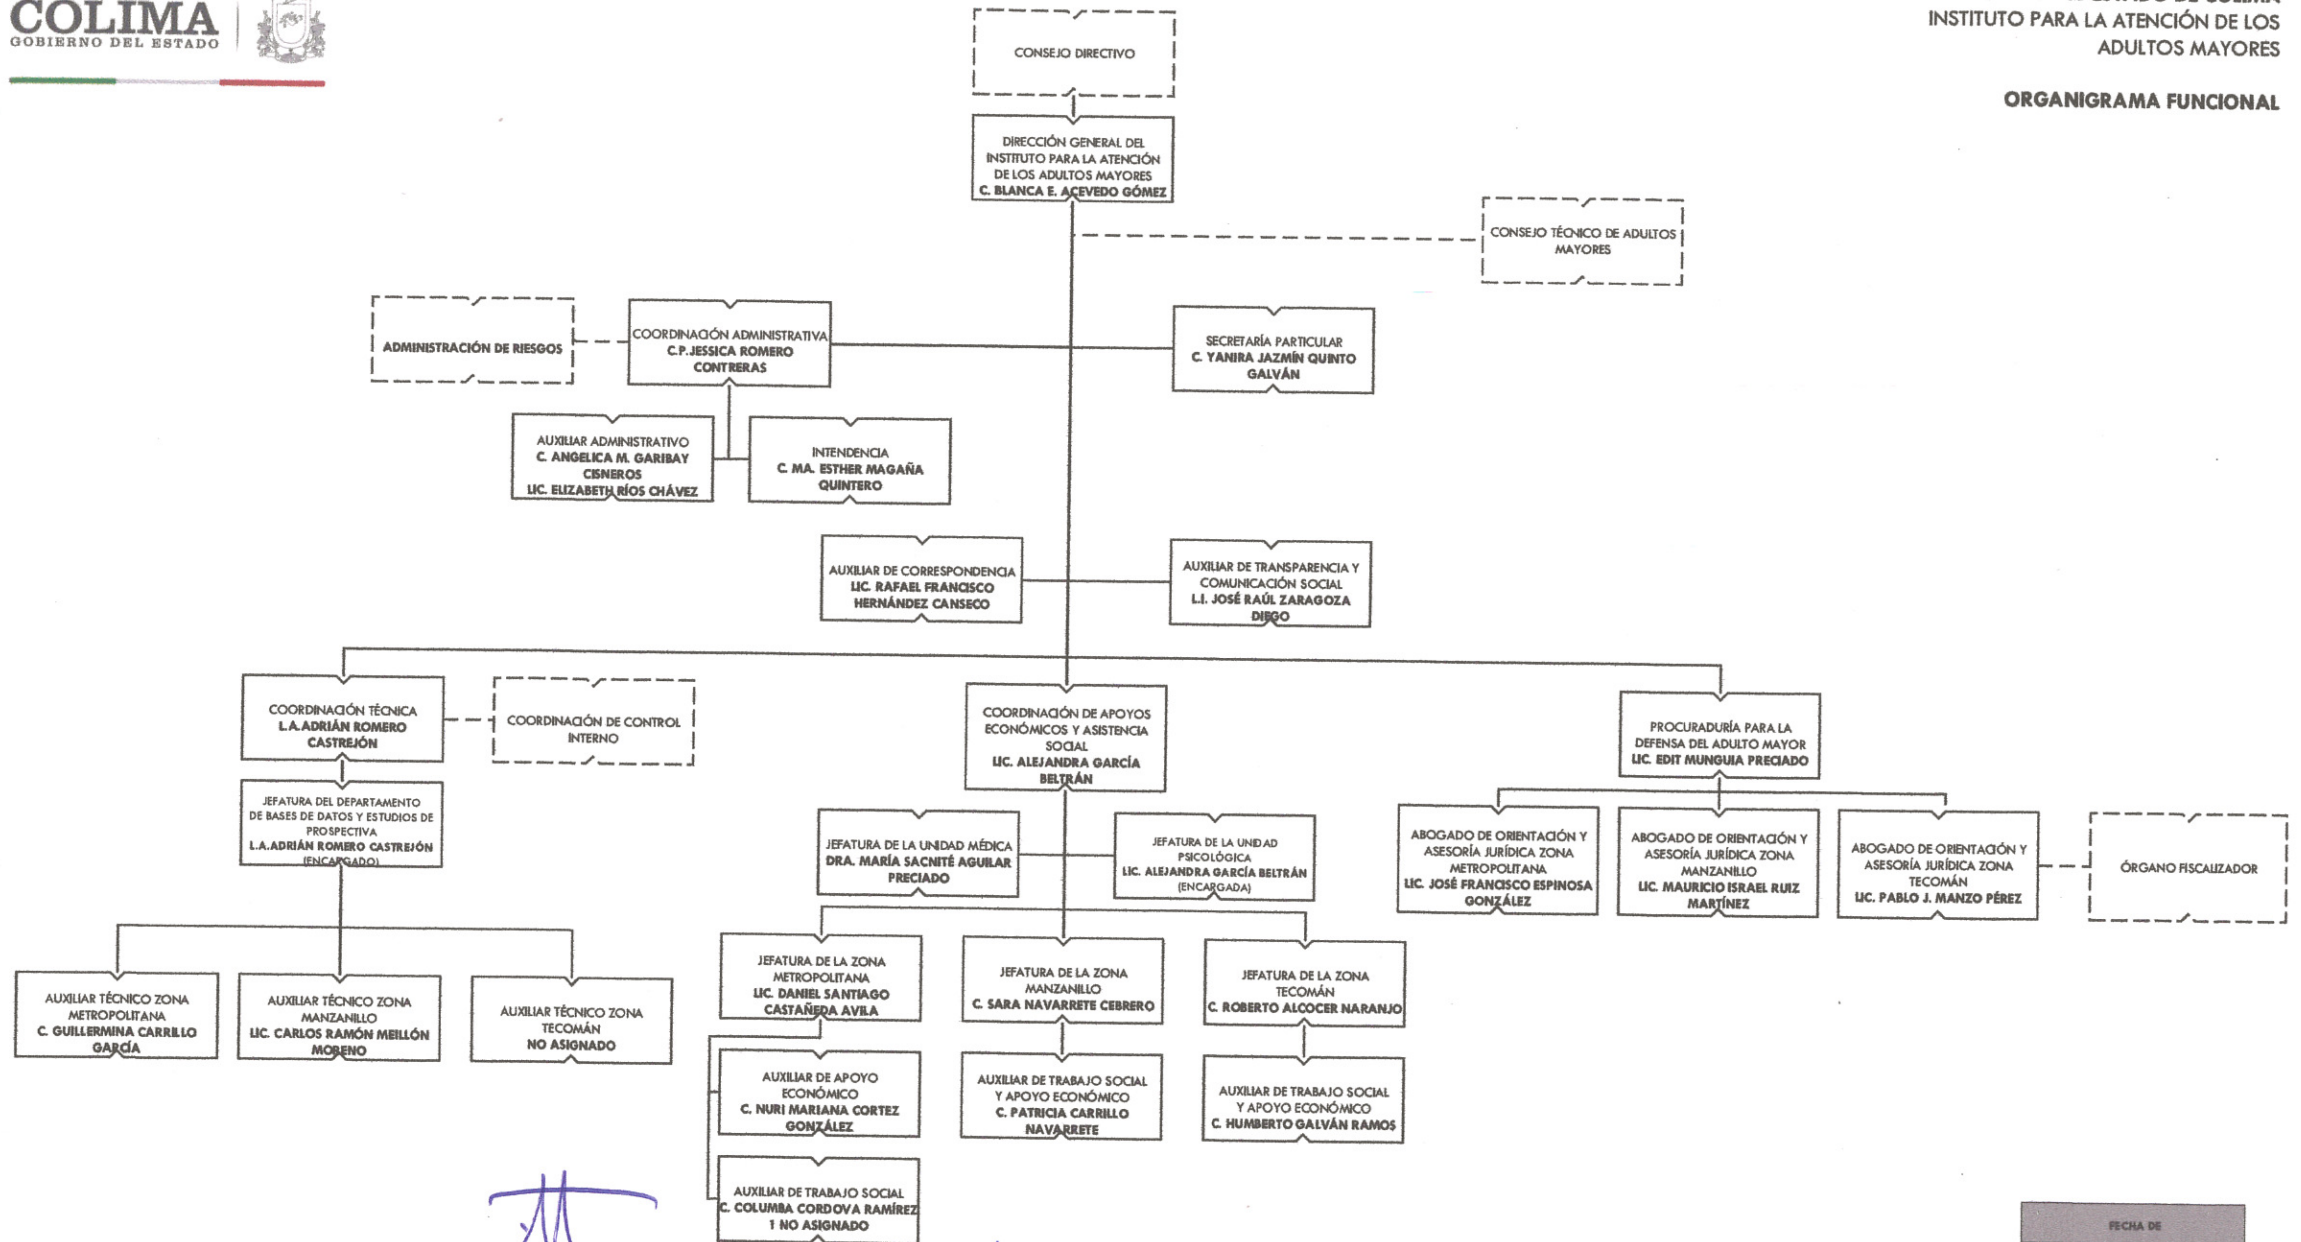 COLIMA
GOBIERNO DEL ESTADO
INSTITUTO PARA LA ATENCIÓN DE LOS
ADULTOS MAYORES
ORGANIGRAMA FUNCIONAL
CONSEJO DIRECTIVO
DIRECCIÓN GENERAL DEL
INSTITUTO PARA LA ATENCIÓN
DE LOS ADULTOS MAYORES
C. BLANCA E. ACEVEDO GÓMEZ
CONSEJO TÉCNICO DE ADULTOS
MAYORES
ADMINISTRACIÓN DE RIESGOS
COORDINACIÓN ADMINISTRATIVA
C.P.JESSICA ROMERO
CONTRERAS
SECRETARÍA PARTICULAR
C. YANIRA JAZMÍN QUINTO
GALVÁN
AUXILIAR ADMINISTRATIVO
C. ANGELICA M. GARIBAY
CISNEROS
LIC. ELIZABETH RÍOS CHÁVEZ
INTENDENCIA
C. MA. ESTHER MAGAÑA
QUINTERO
AUXILIAR DE CORRESPONDENCIA
LIC. RAFAEL FRANCISCO
HERNÁNDEZ CANSECO
AUXILIAR DE TRANSPARENCIA Y
COMUNICACIÓN SOCIAL
L.I. JOSÉ RAÚL ZARAGOZA
DIEGO
COORDINACIÓN TÉCNICA
L.A.ADRIÁN ROMERO
CASTREJÓN
COORDINACIÓN DE CONTROL
INTERNO
COORDINACIÓN DE APOYOS
ECONÓMICOS Y ASISTENCIA
SOCIAL
LIC. ALEJANDRA GARCÍA
BELTRÁN
PROCURADURÍA PARA LA
DEFENSA DEL ADULTO MAYOR
LIC. EDIT MUNGUIA PRECIADO
JEFATURA DEL DEPARTAMENTO
DE BASES DE DATOS Y ESTUDIOS DE
PROSPECTIVA
L.A.ADRIÁN ROMERO CASTREJÓN
(ENCARGADO)
JEFATURA DE LA UNIDAD MÉDICA
DRA. MARÍA SACNITÉ AGUILAR
PRECIADO
JEFATURA DE LA UNIDAD
PSICOLÓGICA
LIC. ALEJANDRA GARCÍA BELTRÁN
(ENCARGADA)
ABOGADO DE ORIENTACIÓN Y
ASESORÍA JURÍDICA ZONA
METROPOLITANA
LIC. JOSÉ FRANCISCO ESPINOSA
GONZÁLEZ
ABOGADO DE ORIENTACIÓN Y
ASESORÍA JURÍDICA ZONA
MANZANILLO
LIC. MAURICIO ISRAEL RUIZ
MARTÍNEZ
ABOGADO DE ORIENTACIÓN Y
ASESORÍA JURÍDICA ZONA
TECOMÁN
LIC. PABLO J. MANZO PÉREZ
ÓRGANO FISCALIZADOR
AUXILIAR TÉCNICO ZONA
METROPOLITANA
C. GUILLERMINA CARRILLO
GARCÍA
AUXILIAR TÉCNICO ZONA
MANZANILLO
LIC. CARLOS RAMÓN MEILLÓN
MORENO
AUXILIAR TÉCNICO ZONA
TECOMÁN
NO ASIGNADO
JEFATURA DE LA ZONA
METROPOLITANA
LIC. DANIEL SANTIAGO
CASTAÑEDA AVILA
JEFATURA DE LA ZONA
MANZANILLO
C. SARA NAVARRETE CEBRERO
JEFATURA DE LA ZONA
TECOMÁN
C. ROBERTO ALCOCER NARANJO
AUXILIAR DE APOYO
ECONÓMICO
C. NURI MARIANA CORTEZ
GONZÁLEZ
AUXILIAR DE TRABAJO SOCIAL
Y APOYO ECONÓMICO
C. PATRICIA CARRILLO
NAVARRETE
AUXILIAR DE TRABAJO SOCIAL
Y APOYO ECONÓMICO
C. HUMBERTO GALVÁN RAMOS
AUXILIAR DE TRABAJO SOCIAL
C. COLUMBA CORDOVA RAMÍREZ
1 NO ASIGNADO
FECHA DE